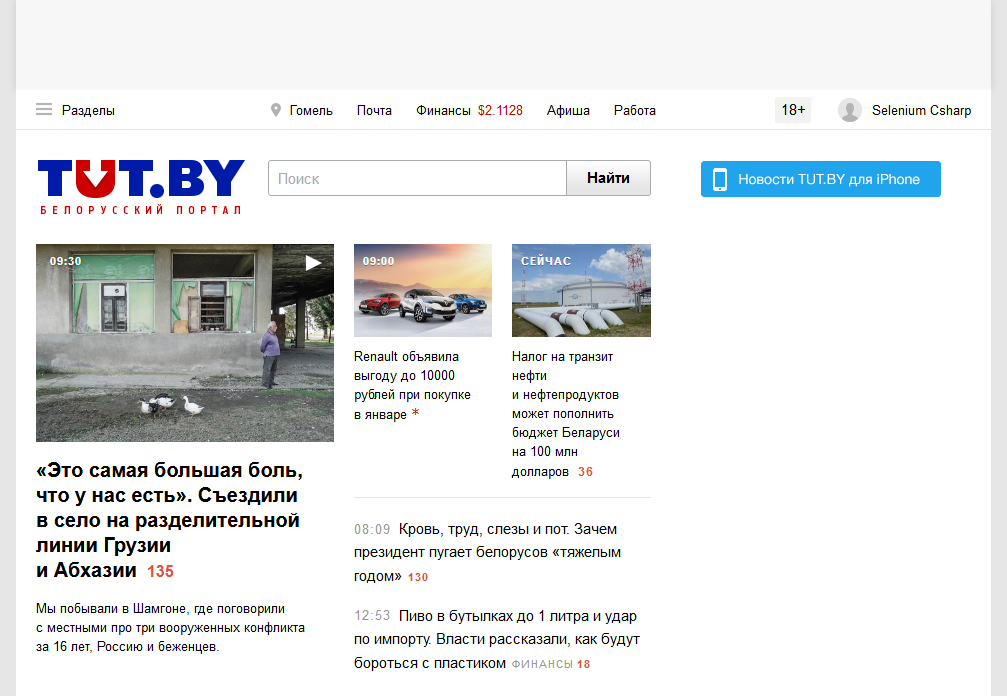 Разделы
Гомель
Почта
Финансы $2.1128
Афиша
Работа
18+
Selenium Csharp
TUT.BY
БЕЛОРУССКИЙ ПОРТАЛ
Поиск
Найти
Новости TUT.BY для iPhone
09:30
«Это самая большая боль,
что у нас есть». Съездили
в село на разделительной
линии Грузии
и Абхазии 135
Мы побывали в Шамгоне, где поговорили
с местными про три вооруженных конфликта
за 16 лет, Россию и беженцев.
09:00
Renault объявила
выгоду до 10000
рублей при покупке
в январе *
СЕЙЧАС
Налог на транзит
нефти
и нефтепродуктов
может пополнить
бюджет Беларуси
на 100 млн
долларов 36
08:09 Кровь, труд, слезы и пот. Зачем
президент пугает белорусов «тяжелым
годом» 130
12:53 Пиво в бутылках до 1 литра и удар
по импорту. Власти рассказали, как будут
бороться с пластиком ФИНАНСЫ 18